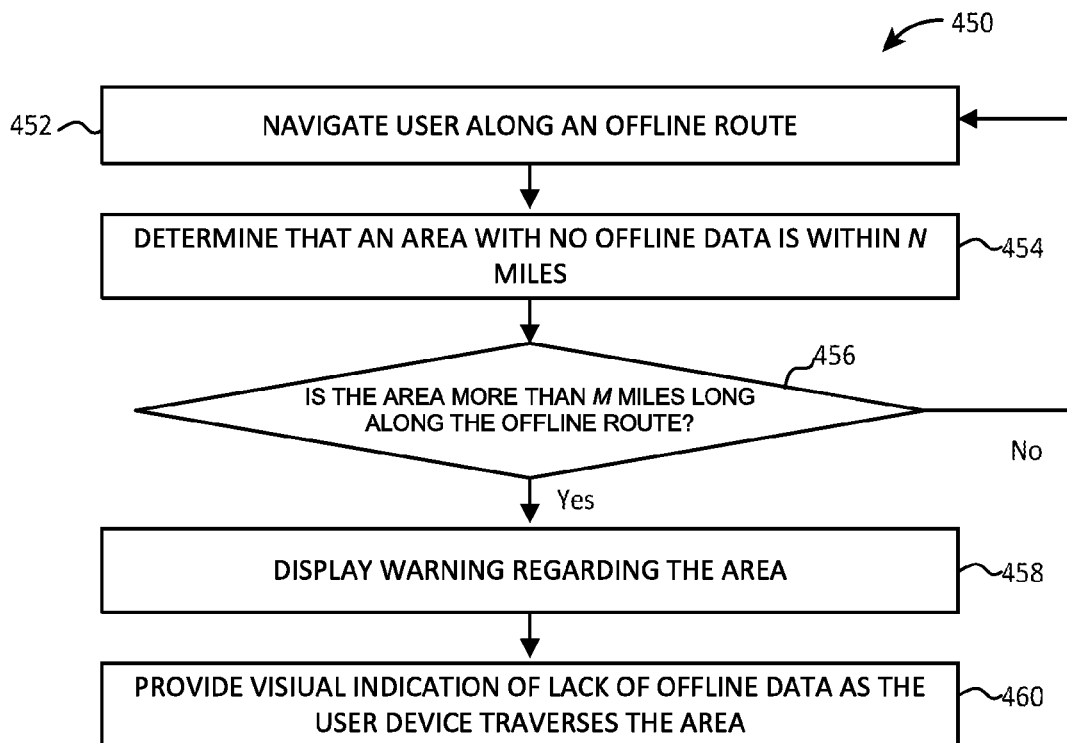 450
452
NAVIGATE USER ALONG AN OFFLINE ROUTE
DETERMINE THAT AN AREA WITH NO OFFLINE DATA IS WITHIN N
MILES
454
456
IS THE AREA MORE THAN M MILES LONG
ALONG THE OFFLINE ROUTE?
No
Yes
DISPLAY WARNING REGARDING THE AREA
458
PROVIDE VISIUAL INDICATION OF LACK OF OFFLINE DATA AS THE
USER DEVICE TRAVERSES THE AREA
460